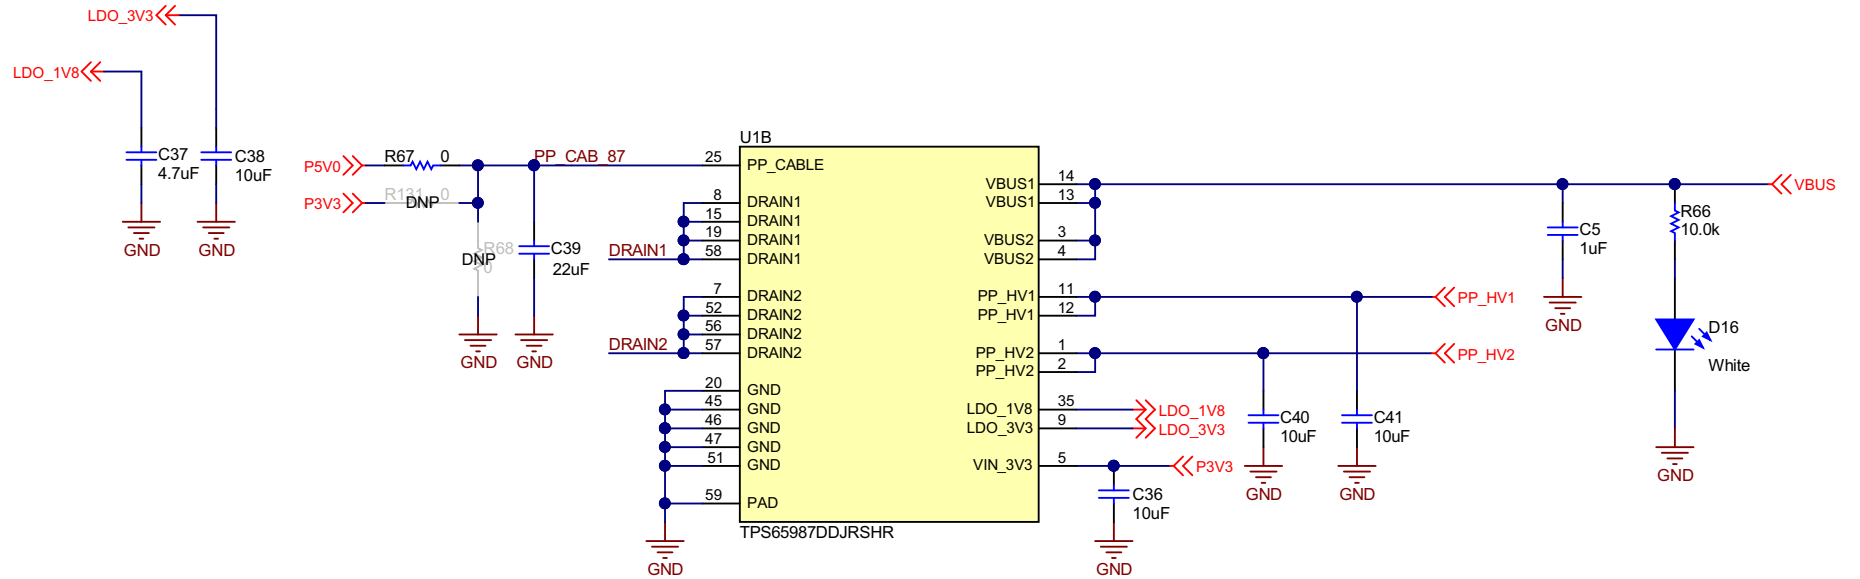 LDO_3V3
LDO_1V8
C37
4.7uF
C38
10uF
P5V0
R67 0
PP_CAB_87
P3V3
R131 0
DNP
R68
0
DNP
C39
22uF
GND
GND
GND
GND
DRAIN1
DRAIN2
U1B
25 PP_CABLE
8 DRAIN1
15 DRAIN1
19 DRAIN1
58 DRAIN1
7 DRAIN2
52 DRAIN2
56 DRAIN2
57 DRAIN2
20 GND
45 GND
46 GND
47 GND
51 GND
59 PAD
GND
TPS65987DDJRSHR
VBUS1 14
VBUS1 13
VBUS2 3
VBUS2 4
PP_HV1 11
PP_HV1 12
PP_HV2 1
PP_HV2 2
LDO_1V8 35
LDO_3V3 9
VIN_3V3 5
LDO_1V8
LDO_3V3
P3V3
C36
10uF
GND
C40
10uF
GND
C41
10uF
GND
PP_HV1
PP_HV2
VBUS
C5
1uF
GND
R66
10.0k
D16
White
GND